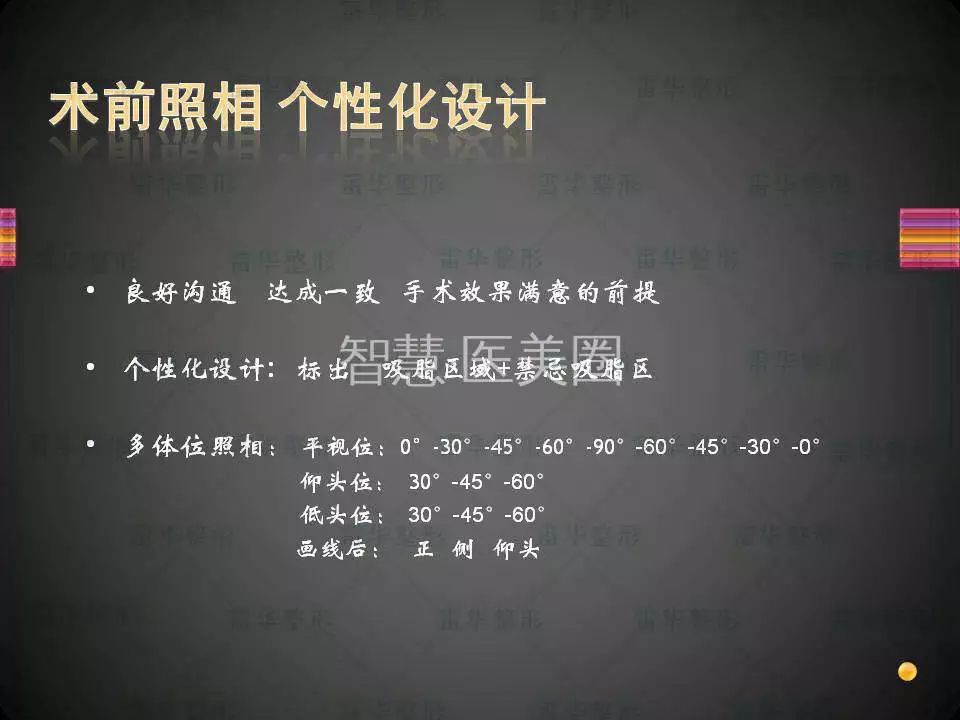 术前照相 个性化设计
• 良好沟通 达成一致 手术效果满意的前提
智慧 医美圈
• 个性化设计：标出 吸脂区域+禁忌吸脂区
• 多体位照相：平视位：0°-30°-45°-60°-90°-60°-45°-30°-0°
仰头位： 30°-45°-60°
低头位： 30°-45°-60°
画线后： 正 侧 仰头